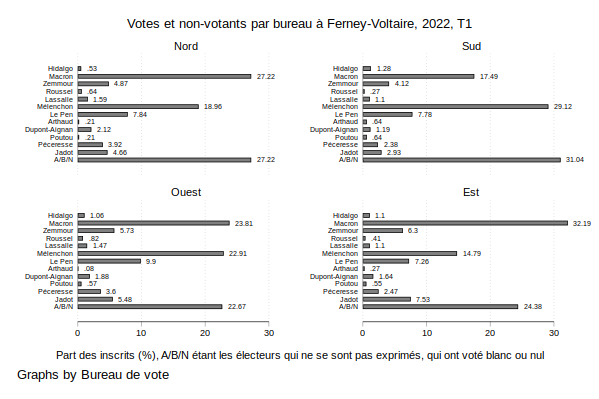 Votes et non-votants par bureau à Ferney-Voltaire, 2022, T1
Nord
Hidalgo .53
Macron 27.22
Zemmour 4.87
Roussel .64
Lassalle 1.59
Mélenchon 18.96
Le Pen 7.84
Arthaud .21
Dupont-Aignan 2.12
Poutou .21
Péceresse 3.92
Jadot 4.66
A/B/N 27.22
Sud
Hidalgo 1.28
Macron 17.49
Zemmour 4.12
Roussel .27
Lassalle 1.1
Mélenchon 29.12
Le Pen 7.78
Arthaud .64
Dupont-Aignan 1.19
Poutou .64
Péceresse 2.38
Jadot 2.93
A/B/N 31.04
Ouest
Hidalgo 1.06
Macron 23.81
Zemmour 5.73
Roussel .82
Lassalle 1.47
Mélenchon 22.91
Le Pen 9.9
Arthaud .08
Dupont-Aignan 1.88
Poutou .57
Péceresse 3.6
Jadot 5.48
A/B/N 22.67
0 10 20 30
Est
Hidalgo 1.1
Macron 32.19
Zemmour 6.3
Roussel .41
Lassalle 1.1
Mélenchon 14.79
Le Pen 7.26
Arthaud .27
Dupont-Aignan 1.64
Poutou .55
Péceresse 2.47
Jadot 7.53
A/B/N 24.38
0 10 20 30
Part des inscrits (%), A/B/N étant les électeurs qui ne se sont pas exprimés, qui ont voté blanc ou nul
Graphs by Bureau de vote